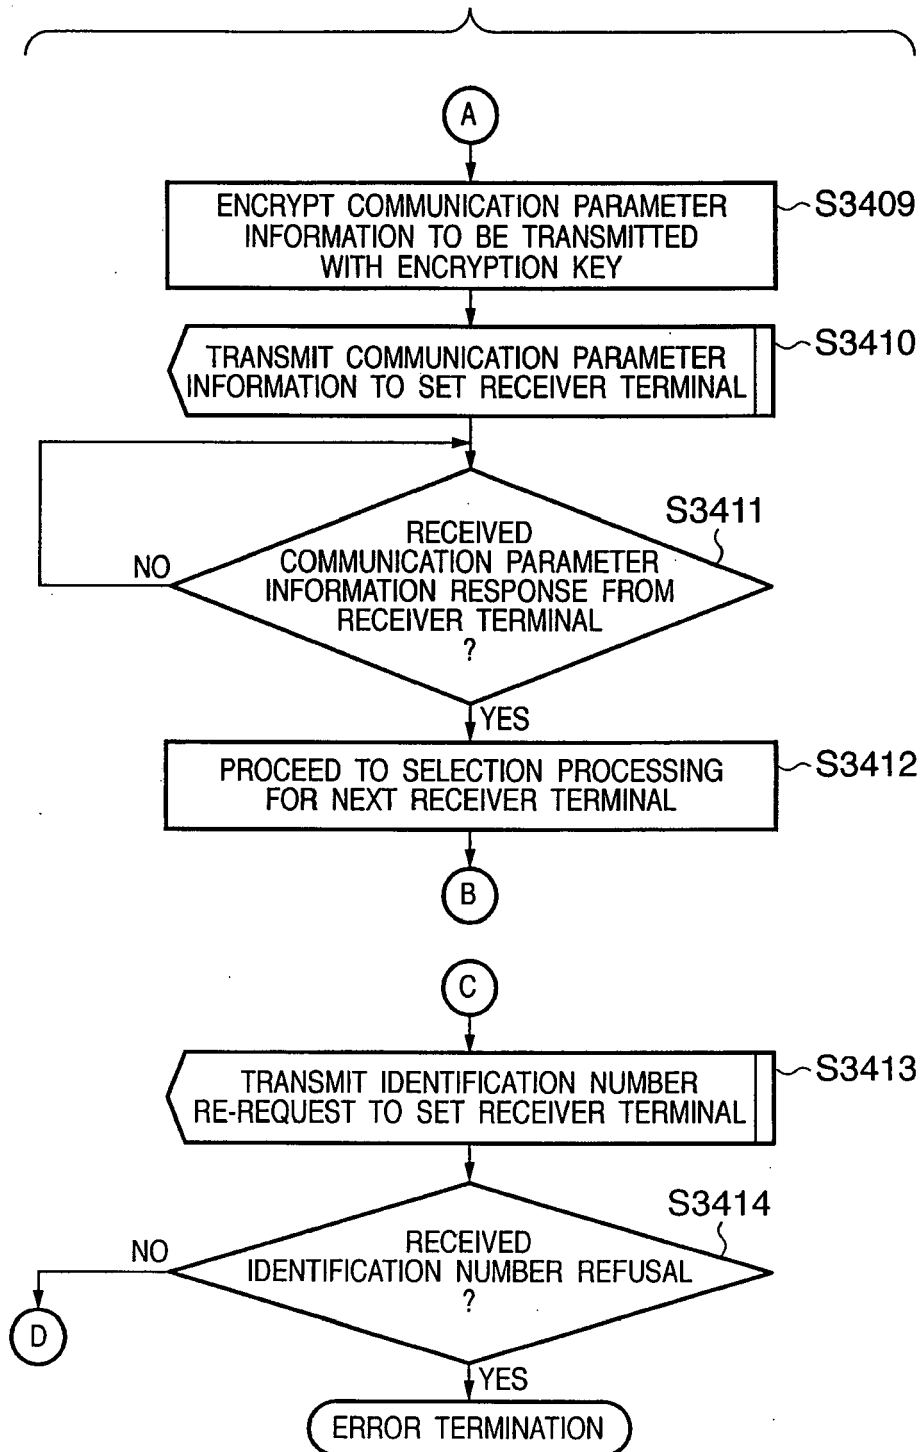 A
ENCRYPT COMMUNICATION PARAMETER
INFORMATION TO BE TRANSMITTED
WITH ENCRYPTION KEY
S3409
TRANSMIT COMMUNICATION PARAMETER
INFORMATION TO SET RECEIVER TERMINAL
S3410
S3411
RECEIVED
COMMUNICATION PARAMETER
INFORMATION RESPONSE FROM
RECEIVER TERMINAL
?
NO
YES
PROCEED TO SELECTION PROCESSING
FOR NEXT RECEIVER TERMINAL
S3412
B
C
TRANSMIT IDENTIFICATION NUMBER
RE-REQUEST TO SET RECEIVER TERMINAL
S3413
S3414
RECEIVED
IDENTIFICATION NUMBER REFUSAL
?
NO
D
YES
ERROR TERMINATION